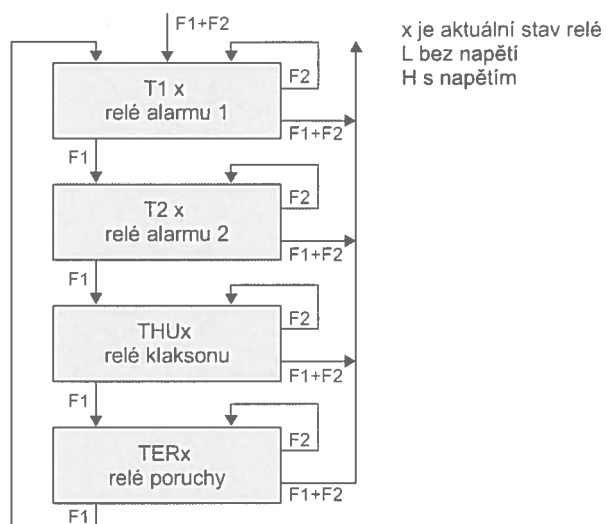 F1+F2
x je aktuální stav relé
L bez napětí
H s napětím
T1 x
relé alarmu 1
F2
F1+F2
F1
T2 x
relé alarmu 2
F2
F1+F2
F1
THUx
relé klaksonu
F2
F1+F2
F1
TERx
relé poruchy
F2
F1+F2
F1